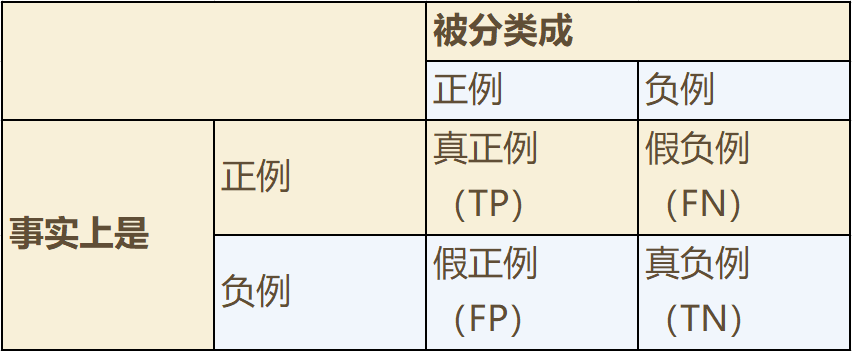 被分类成
正例 负例
正例 真正例 假负例
（TP） （FN）
事实上是
负例 假正例 真负例
（FP） （TN）